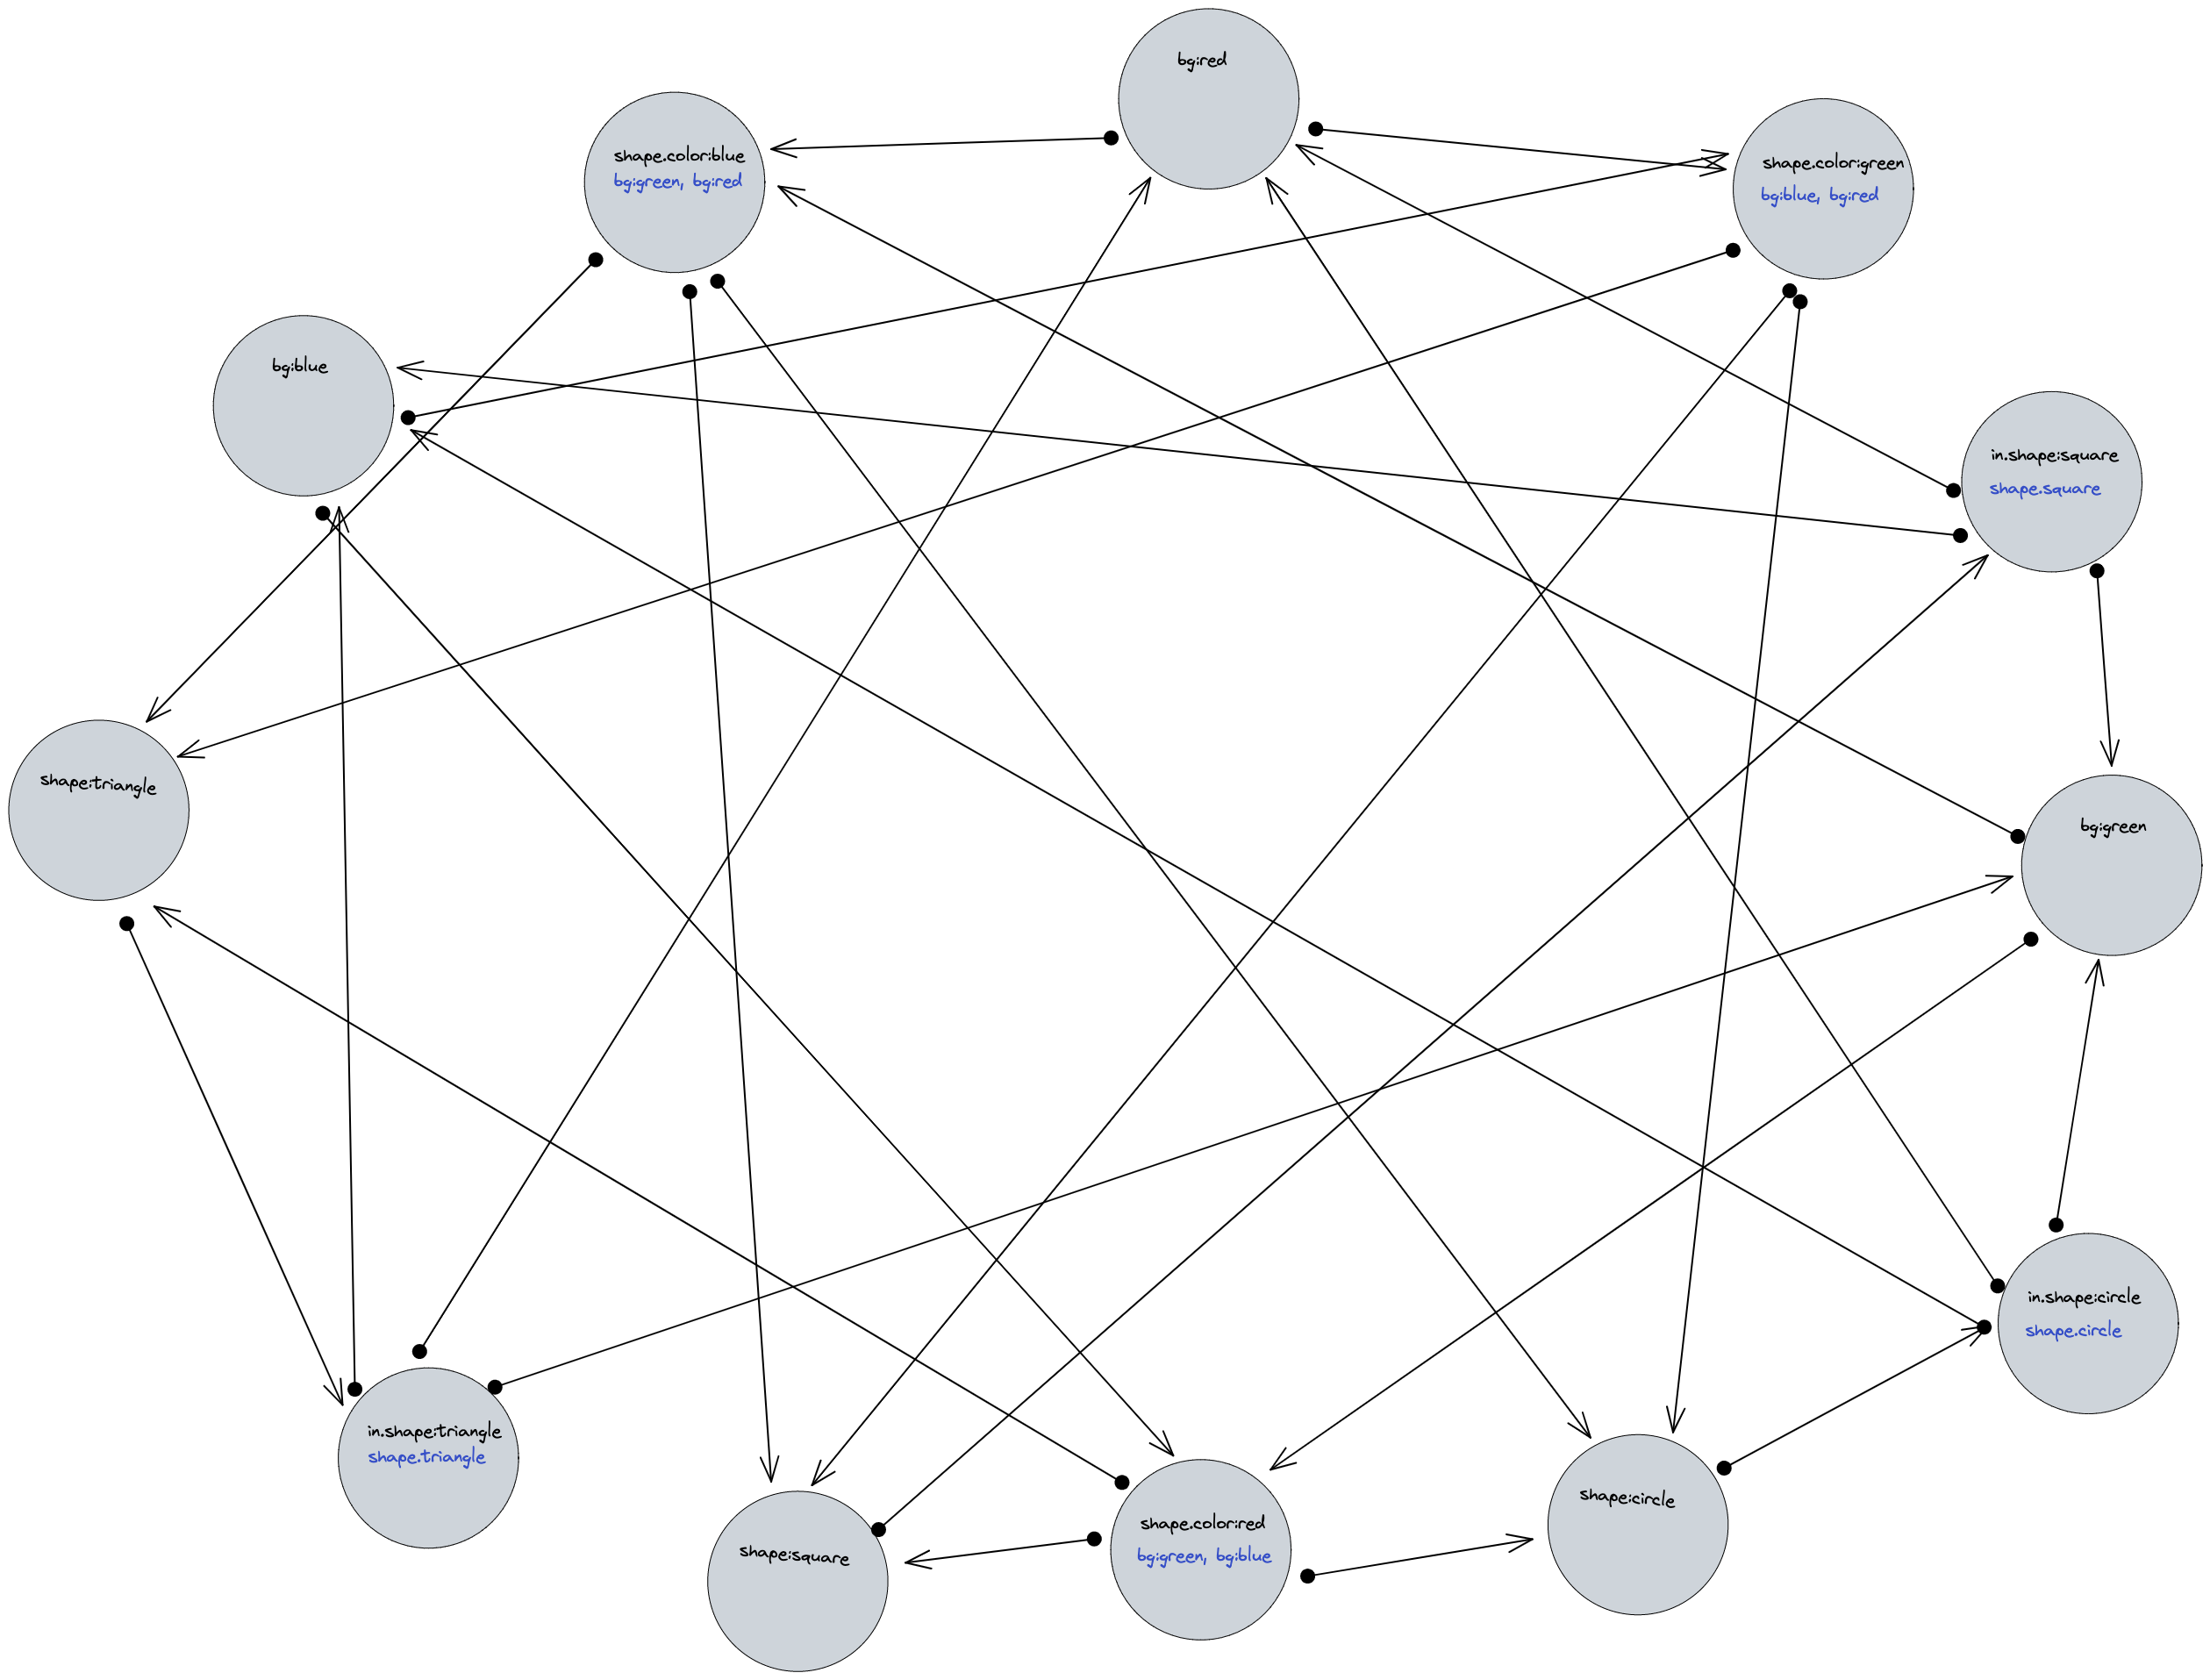 bg:red
shape.color:blue
bg:green, bg:red
shape.color:green
bg:blue, bg:red
bg:blue
in.shape:square
shape.square
shape:triangle
bg:green
in.shape:circle
shape.circle
in.shape:triangle
shape.triangle
shape:circle
shape.color:red
bg:green, bg:blue
shape:square